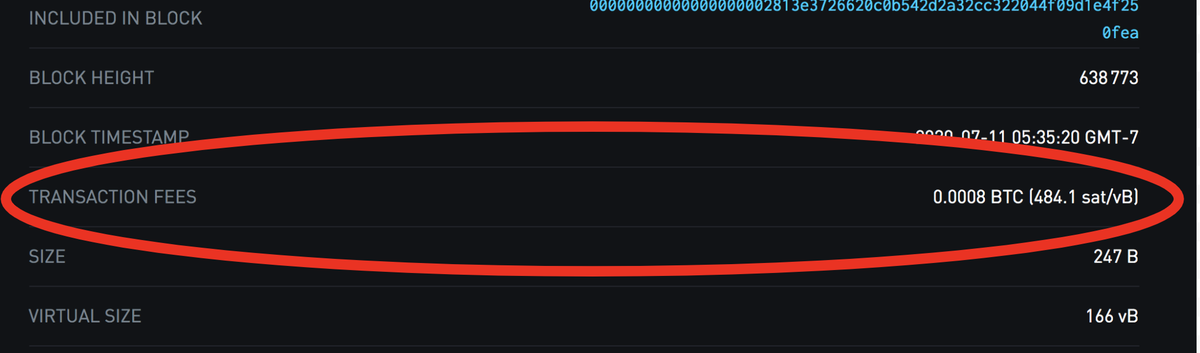 INCLUDED IN BLOCK
00000000000000000002813e3726620c0b542d2a32cc322044f09d1e4f25
0fea
BLOCK HEIGHT 638 773
BLOCK TIMESTAMP 2020-07-11 05:35:20 GMT-7
TRANSACTION FEES 0.0008 BTC (484.1 sat/vB)
SIZE 247 B
VIRTUAL SIZE 166 vB